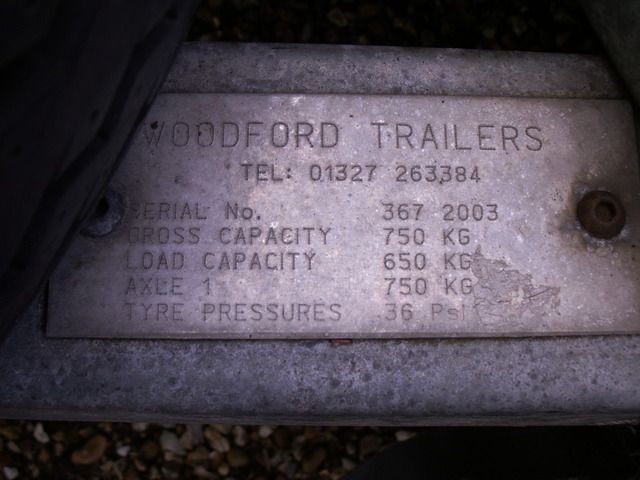 WOODFORD TRAILERS
TEL: 01327 263384
SERIAL No. 367 2003
GROSS CAPACITY 750 KG
LOAD CAPACITY 650 KG
AXLE 1 750 KG
TYRE PRESSURES 36 PsI